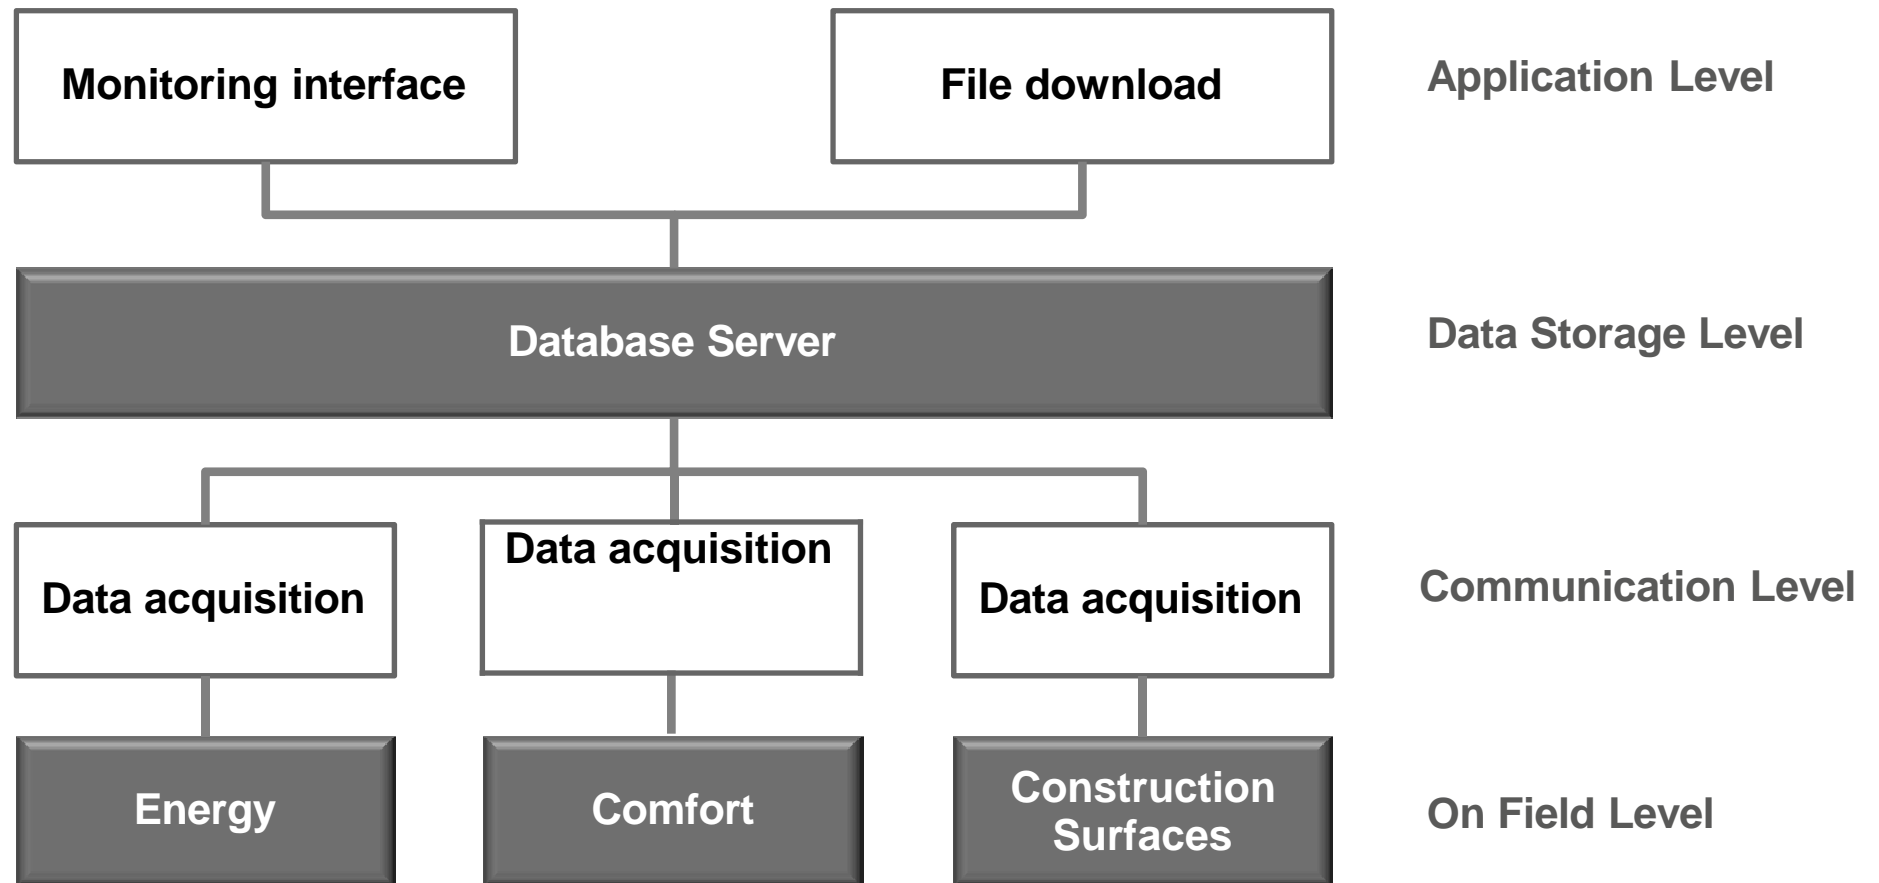 Monitoring interface
File download
Application Level
Database Server
Data Storage Level
Data acquisition
Data acquisition
Data acquisition
Communication Level
Energy
Comfort
Construction
Surfaces
On Field Level